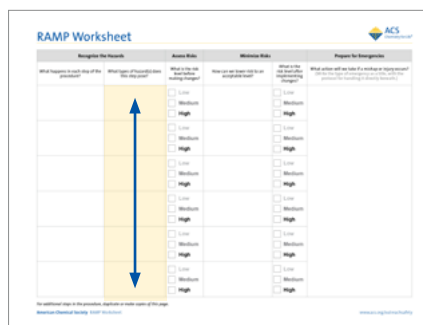 RAMP Worksheet
ACS
Recognize the Hazards
Assess Risks
Minimize Risks
Prepare for Emergencies
What happens in each step of the
procedure?
What types of hazard(s) does
this step pose?
What is the risk
level before
making changes?
How can we lower risk to an
acceptable level?
What is the
risk level after
implementing
changes?
What action will we take if a mishap or injury occurs?
Low
Medium
High
Low
Medium
High
Low
Medium
High
Low
Medium
High
Low
Medium
High
Low
Medium
High
Low
Medium
High
Low
Medium
High
Low
Medium
High
Low
Medium
High
Low
Medium
High
Low
Medium
High
For additional steps in the procedure, duplicate or make copies of this page.
American Chemical Society RAMP Worksheet